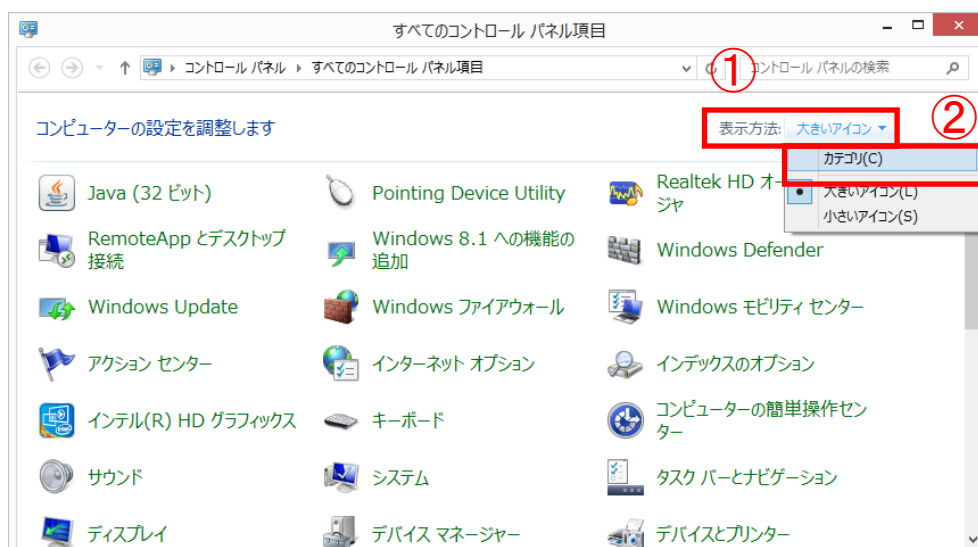 すべてのコントロール パネル項目
コントロール パネル ▸ すべてのコントロール パネル項目
コントロール パネルの検索
①
②
コンピューターの設定を調整します
表示方法: 大きいアイコン
カテゴリ(C)
大きいアイコン(L)
小さいアイコン(S)
Java (32 ビット)
Pointing Device Utility
Realtek HD オー
ジャ
RemoteApp とデスクトップ
接続
Windows 8.1 への機能の
追加
Windows Defender
Windows Update
Windows ファイアウォール
Windows モビリティ センター
アクション センター
インターネット オプション
インデックスのオプション
インテル(R) HD グラフィックス
キーボード
コンピューターの簡単操作セン
ター
サウンド
システム
タスク バーとナビゲーション
ディスプレイ
デバイス マネージャー
デバイスとプリンター